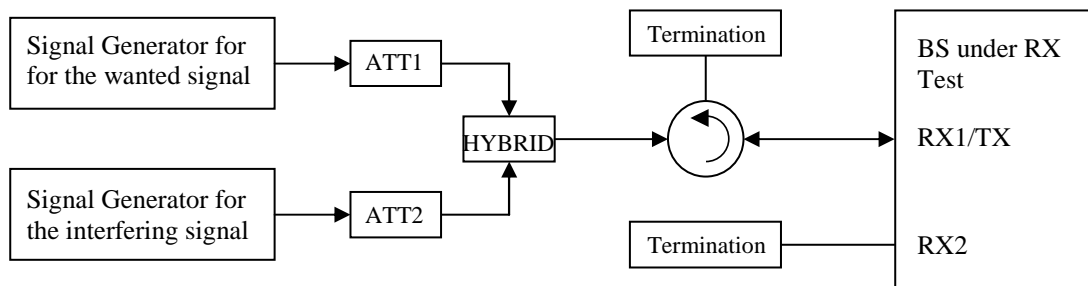 Signal Generator for
for the wanted signal
ATT1
HYBRID
Signal Generator for
the interfering signal
ATT2
Termination
Termination
BS under RX
Test
RX1/TX
RX2